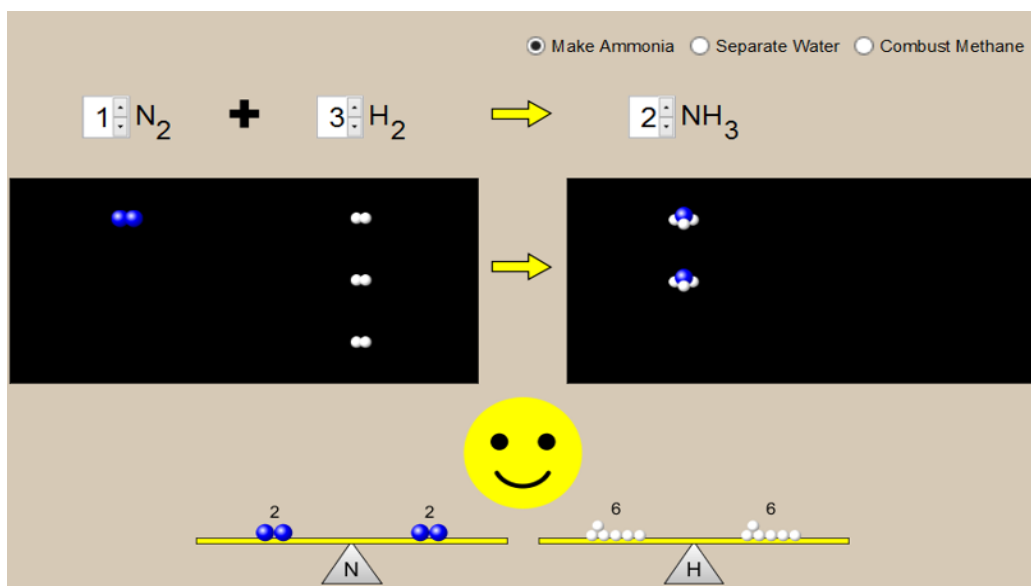 Make Ammonia Separate Water Combust Methane
1 N₂ + 3 H₂ 2 NH₃
2 2 6 6
N H